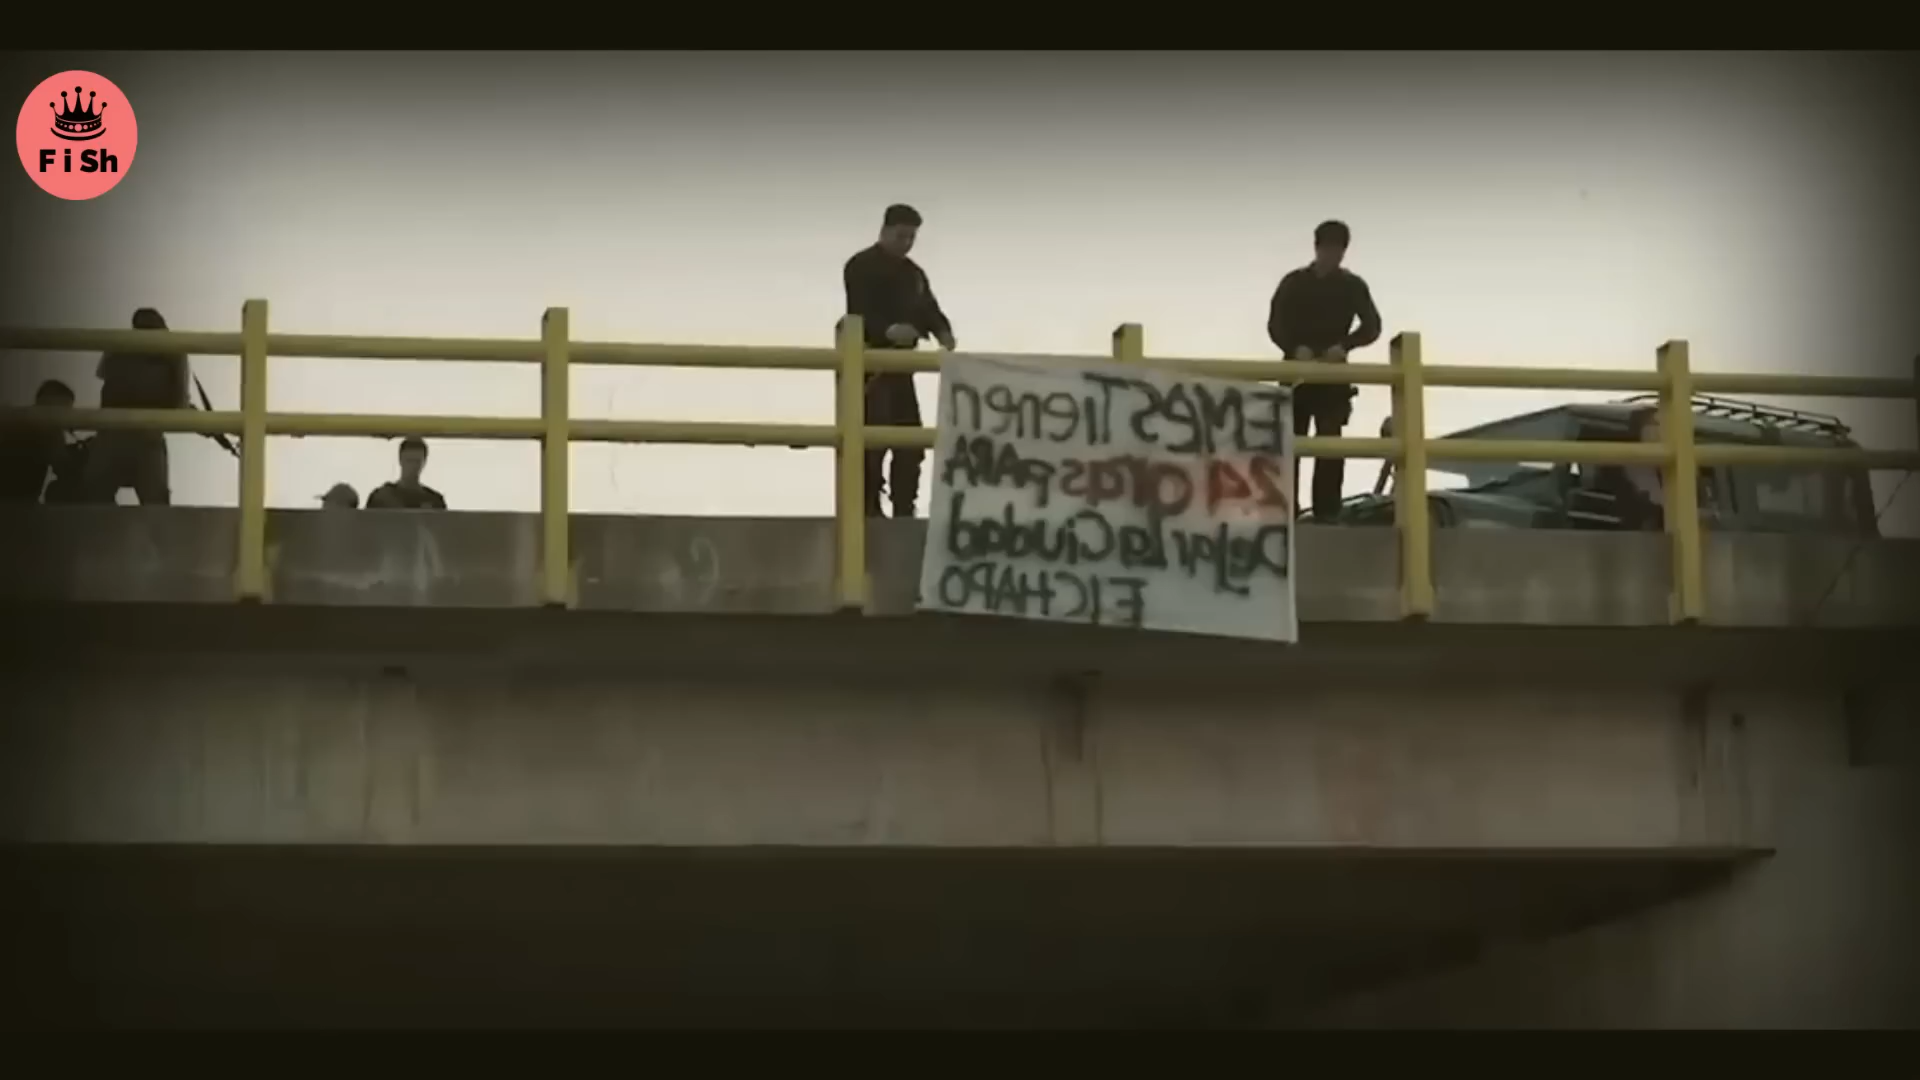 FiSh
EMES Tienen
24 oras PARA
Dejar La Ciudad
El CHAPO